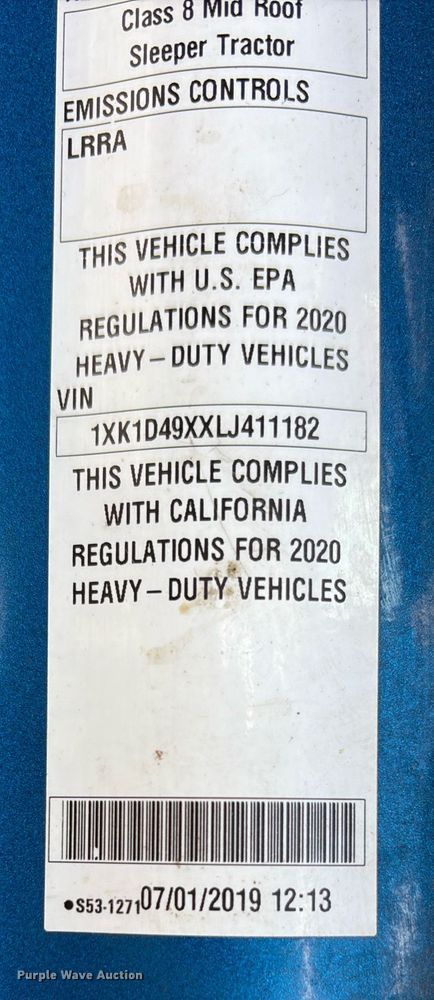 Class 8 Mid Roof
Sleeper Tractor
EMISSIONS CONTROLS
LRRA
THIS VEHICLE COMPLIES
WITH U.S. EPA
REGULATIONS FOR 2020
HEAVY–DUTY VEHICLES
VIN
1XK1D49XXLJ411182
THIS VEHICLE COMPLIES
WITH CALIFORNIA
REGULATIONS FOR 2020
HEAVY–DUTY VEHICLES
●S53-1271 07/01/2019 12:13
Purple Wave Auction